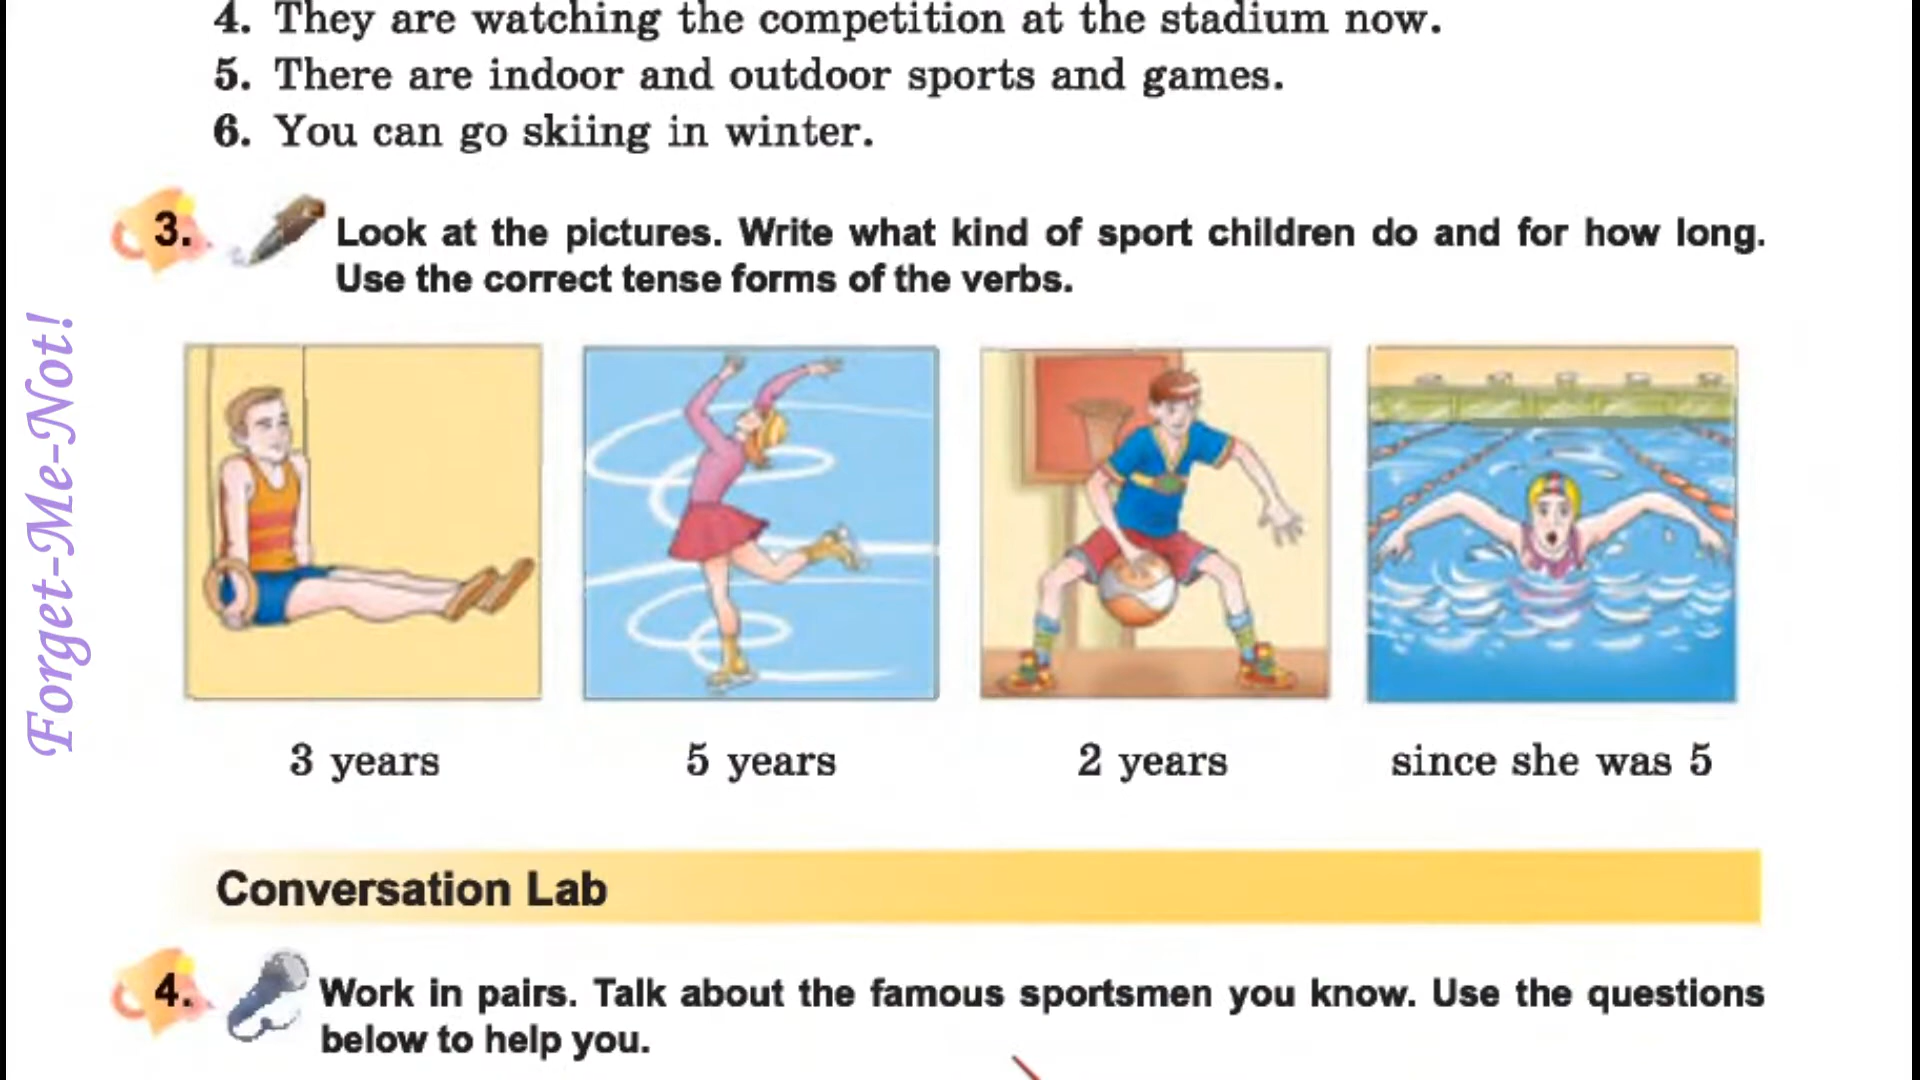 4. They are watching the competition at the stadium now.
5. There are indoor and outdoor sports and games.
6. You can go skiing in winter.
3. Look at the pictures. Write what kind of sport children do and for how long.
Use the correct tense forms of the verbs.
Forget-Me-Not!
3 years
5 years
2 years
since she was 5
Conversation Lab
4. Work in pairs. Talk about the famous sportsmen you know. Use the questions
below to help you.